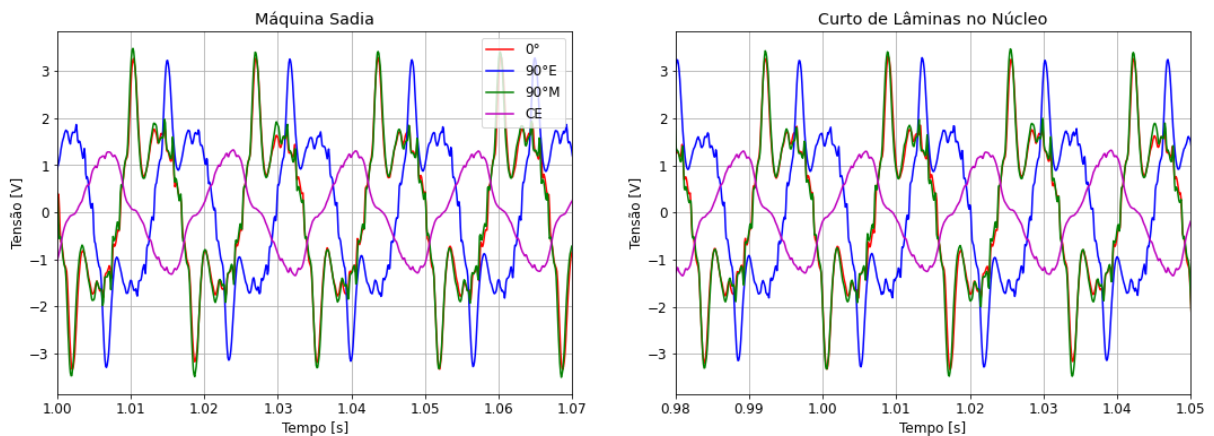 Máquina Sadia
Tensão [V]
3
2
1
0
−1
−2
−3
1.00 1.01 1.02 1.03 1.04 1.05 1.06 1.07
Tempo [s]
0°
90°E
90°M
CE
Curto de Lâminas no Núcleo
Tensão [V]
3
2
1
0
−1
−2
−3
0.98 0.99 1.00 1.01 1.02 1.03 1.04 1.05
Tempo [s]